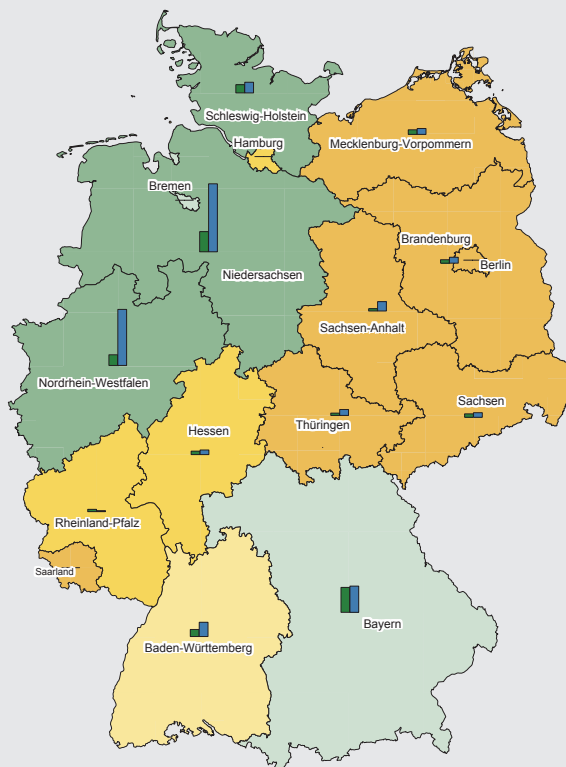 Schleswig-Holstein
Hamburg
Mecklenburg-Vorpommern
Bremen
Brandenburg
Berlin
Niedersachsen
Sachsen-Anhalt
Nordrhein-Westfalen
Sachsen
Hessen
Thüringen
Rheinland-Pfalz
Saarland
Bayern
Baden-Württemberg